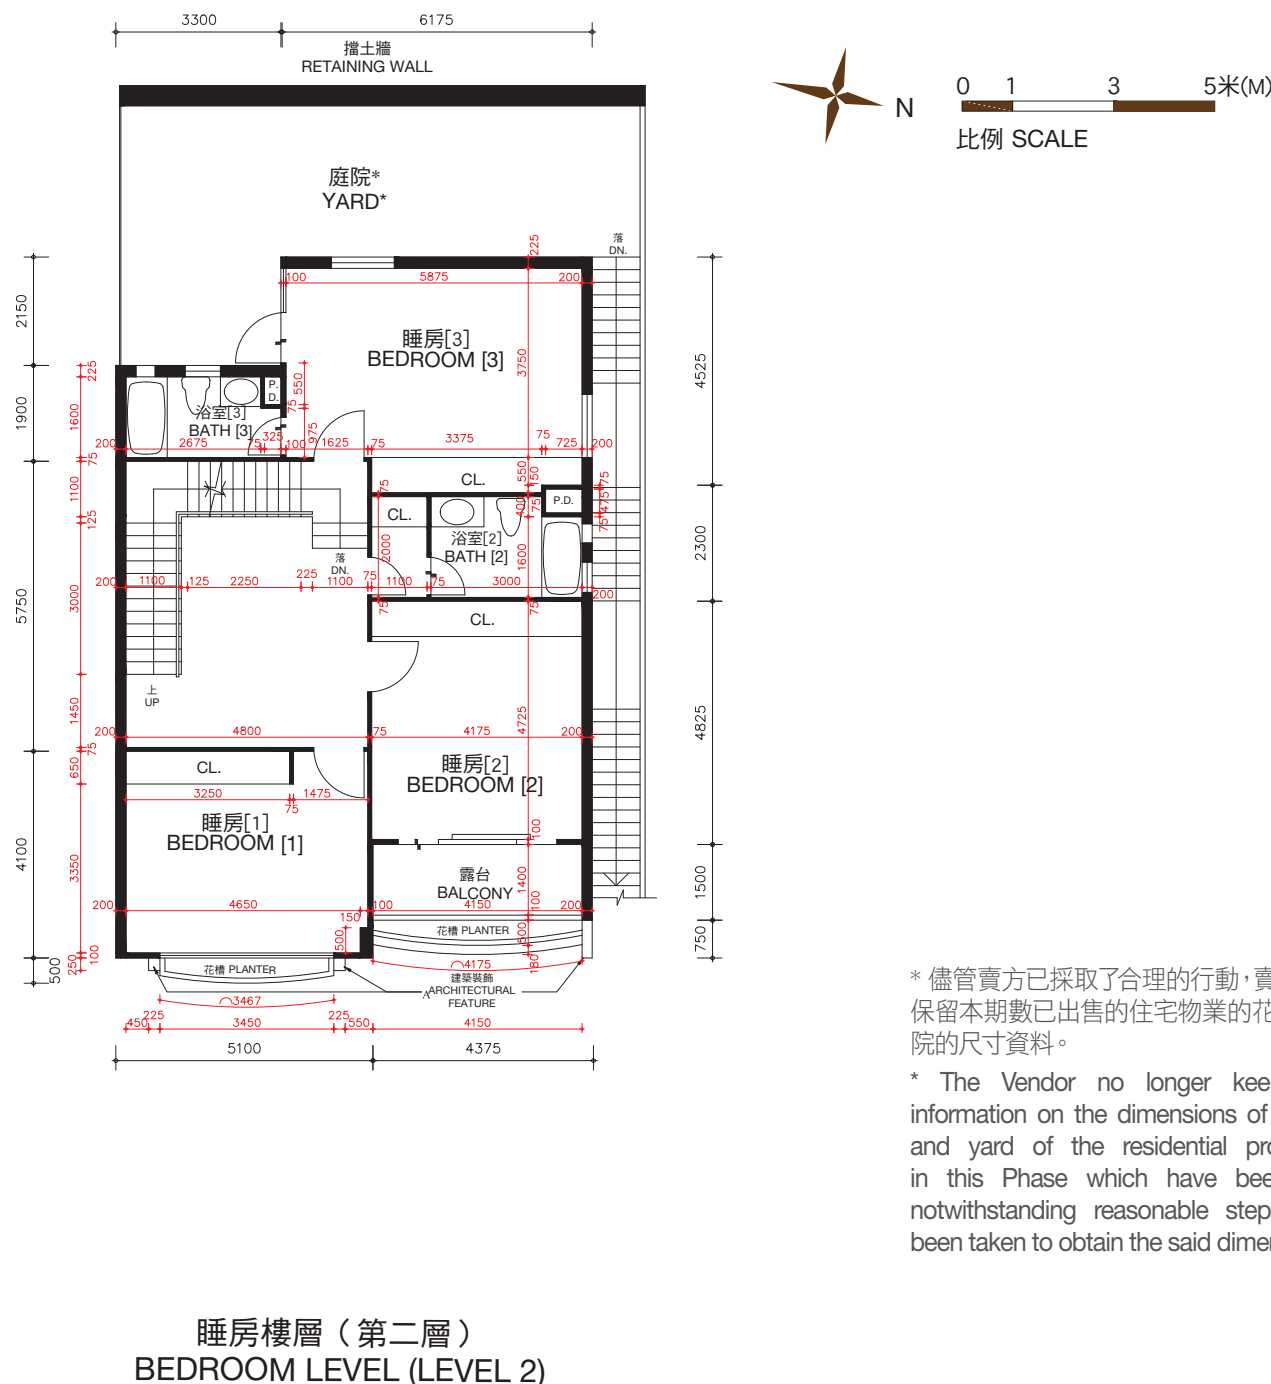 3300
6175
擋土牆
RETAINING WALL
N
0 1 3 5米(M)
比例 SCALE
庭院*
YARD*
落
DN.
225
100
5875
200
2150
睡房[3]
BEDROOM [3]
3750
4525
225
550
P.
D.
75
1900
1600
浴室[3]
BATH [3]
975
200
2675
75
325
100
1625
75
3375
75
725
200
75
1100
CL.
550
150
75
75
400
75
P.D.
475
75
CL.
浴室[2]
BATH [2]
125
2000
1600
2300
落
DN.
200
1100
125
2250
225
1100
75
1100
75
3000
200
3000
5750
75
75
CL.
上
UP
1450
4725
4825
200
4800
75
4175
200
75
650
CL.
睡房[2]
BEDROOM [2]
3250
1475
75
睡房[1]
BEDROOM [1]
100
4100
3350
露台
BALCONY
1400
100
1500
200
4650
150
100
4150
200
500
花槽 PLANTER
500
750
100
250
500
花槽 PLANTER
4175
180
建築裝飾
ARCHITECTURAL
FEATURE
3467
450
225
3450
225
550
4150
5100
4375
* 儘管賣方已採取了合理的行動，賣
保留本期數已出售的住宅物業的花
院的尺寸資料。
* The Vendor no longer kee
information on the dimensions of
and yard of the residential pro
in this Phase which have bee
notwithstanding reasonable step
been taken to obtain the said dime
睡房樓層（第二層）
BEDROOM LEVEL (LEVEL 2)